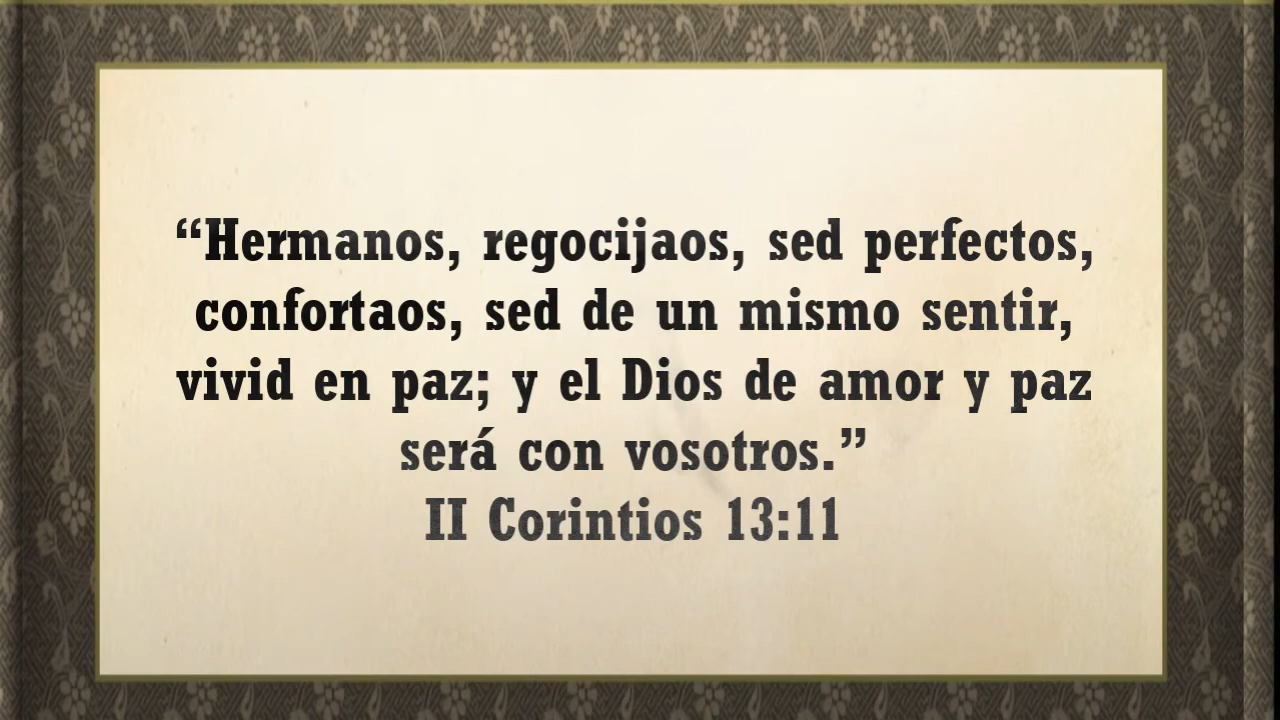 “Hermanos, regocijaos, sed perfectos,
confortaos, sed de un mismo sentir,
vivid en paz; y el Dios de amor y paz
será con vosotros.”
II Corintios 13:11